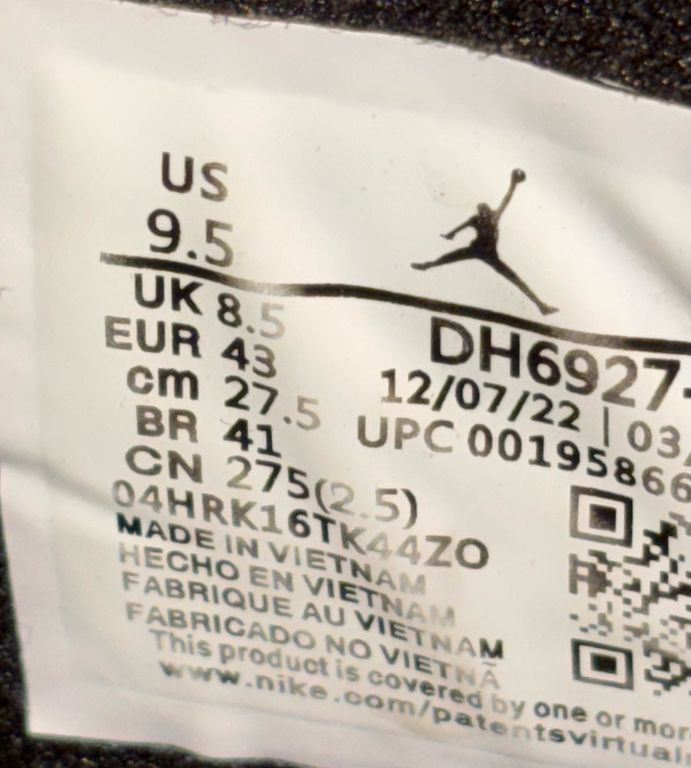 US
9.5
UK 8.5
EUR 43
cm 27.5
BR 41
CN 275(2.5)
DH6927-
12/07/22 | 03/
UPC 00195866
04HRK16TK44ZO
MADE IN VIETNAM
HECHO EN VIETNAM
FABRIQUE AU VIETNAM
FABRICADO NO VIETNÃ
This product is covered by one or mor
www.nike.com/patentsvirtual